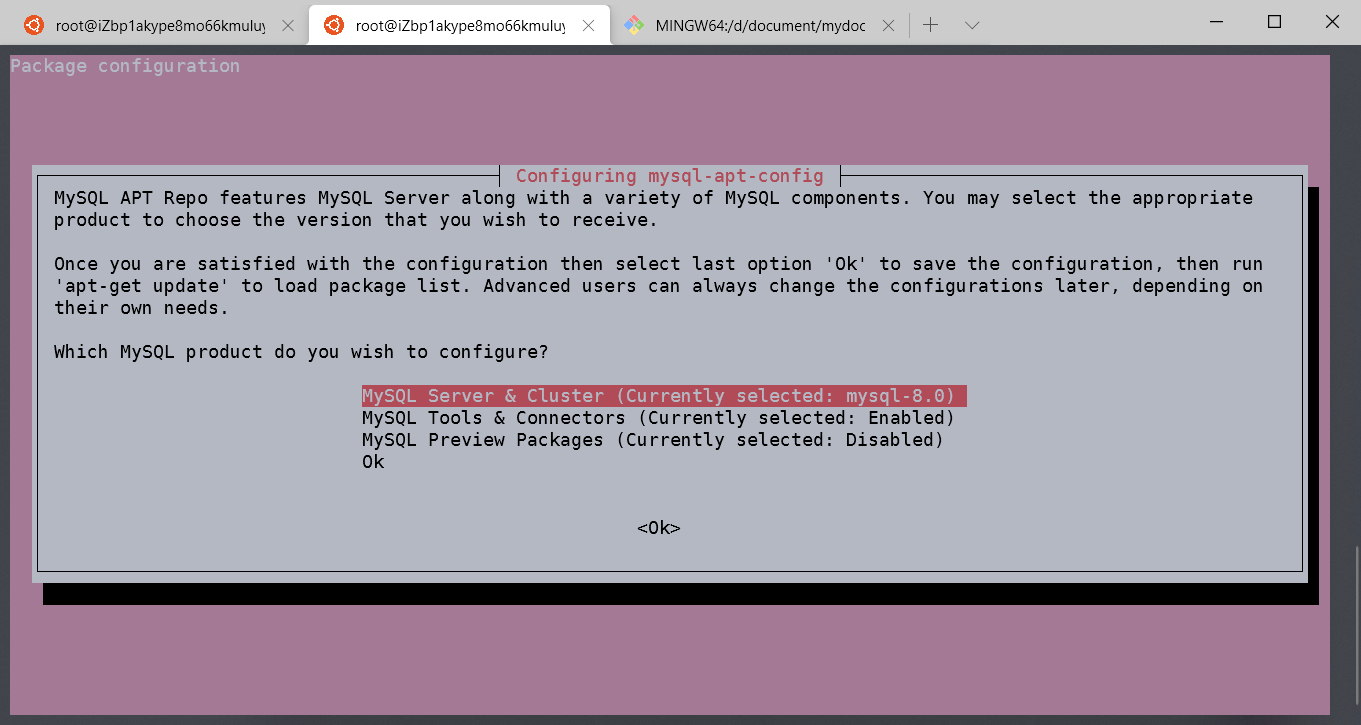 root@iZbp1akype8mo66kmuluy
root@iZbp1akype8mo66kmuluy
MINGW64:/d/document/mydoc
Package configuration
Configuring mysql-apt-config
MySQL APT Repo features MySQL Server along with a variety of MySQL components. You may select the appropriate
product to choose the version that you wish to receive.
Once you are satisfied with the configuration then select last option 'Ok' to save the configuration, then run
'apt-get update' to load package list. Advanced users can always change the configurations later, depending on
their own needs.
Which MySQL product do you wish to configure?
MySQL Server & Cluster (Currently selected: mysql-8.0)
MySQL Tools & Connectors (Currently selected: Enabled)
MySQL Preview Packages (Currently selected: Disabled)
Ok
<Ok>